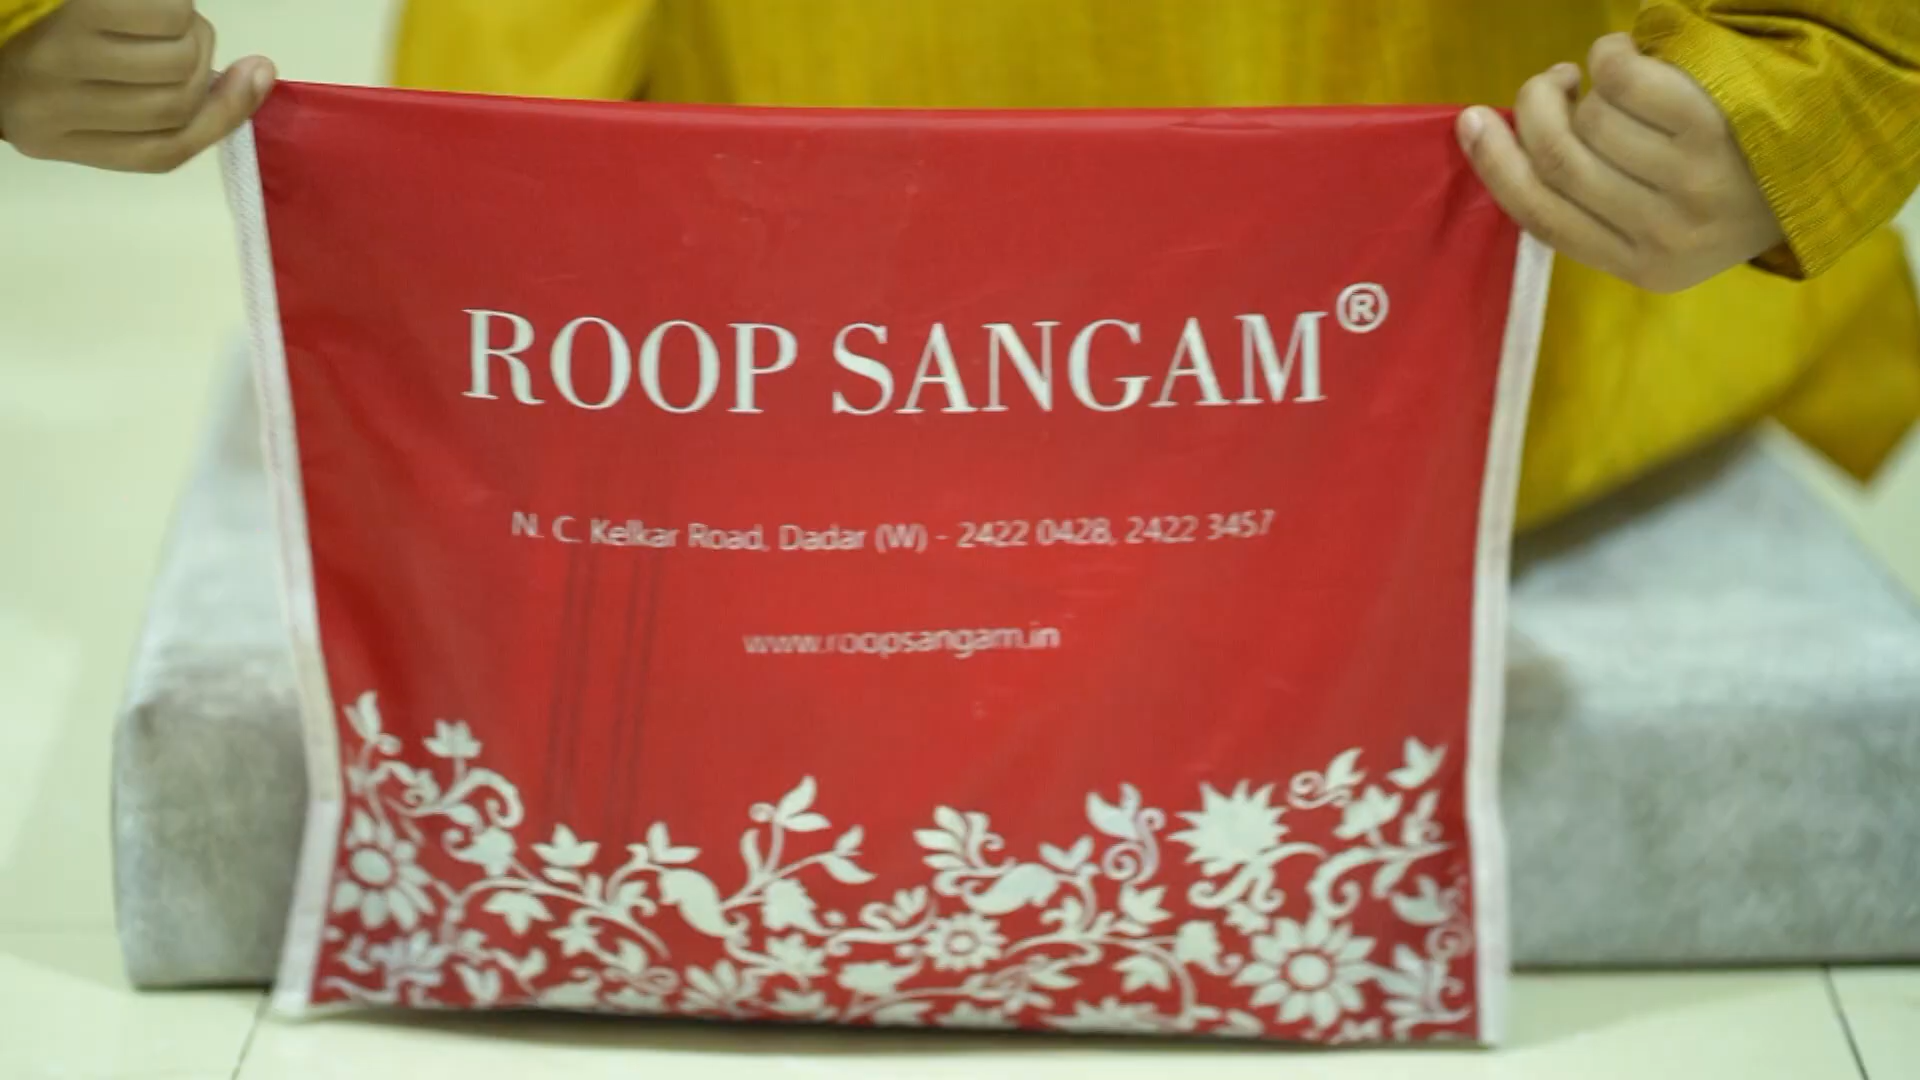 ROOP SANGAM®
N. C. Kelkar Road, Dadar (W) - 2422 0428, 2422 3457
www.roopsangam.in